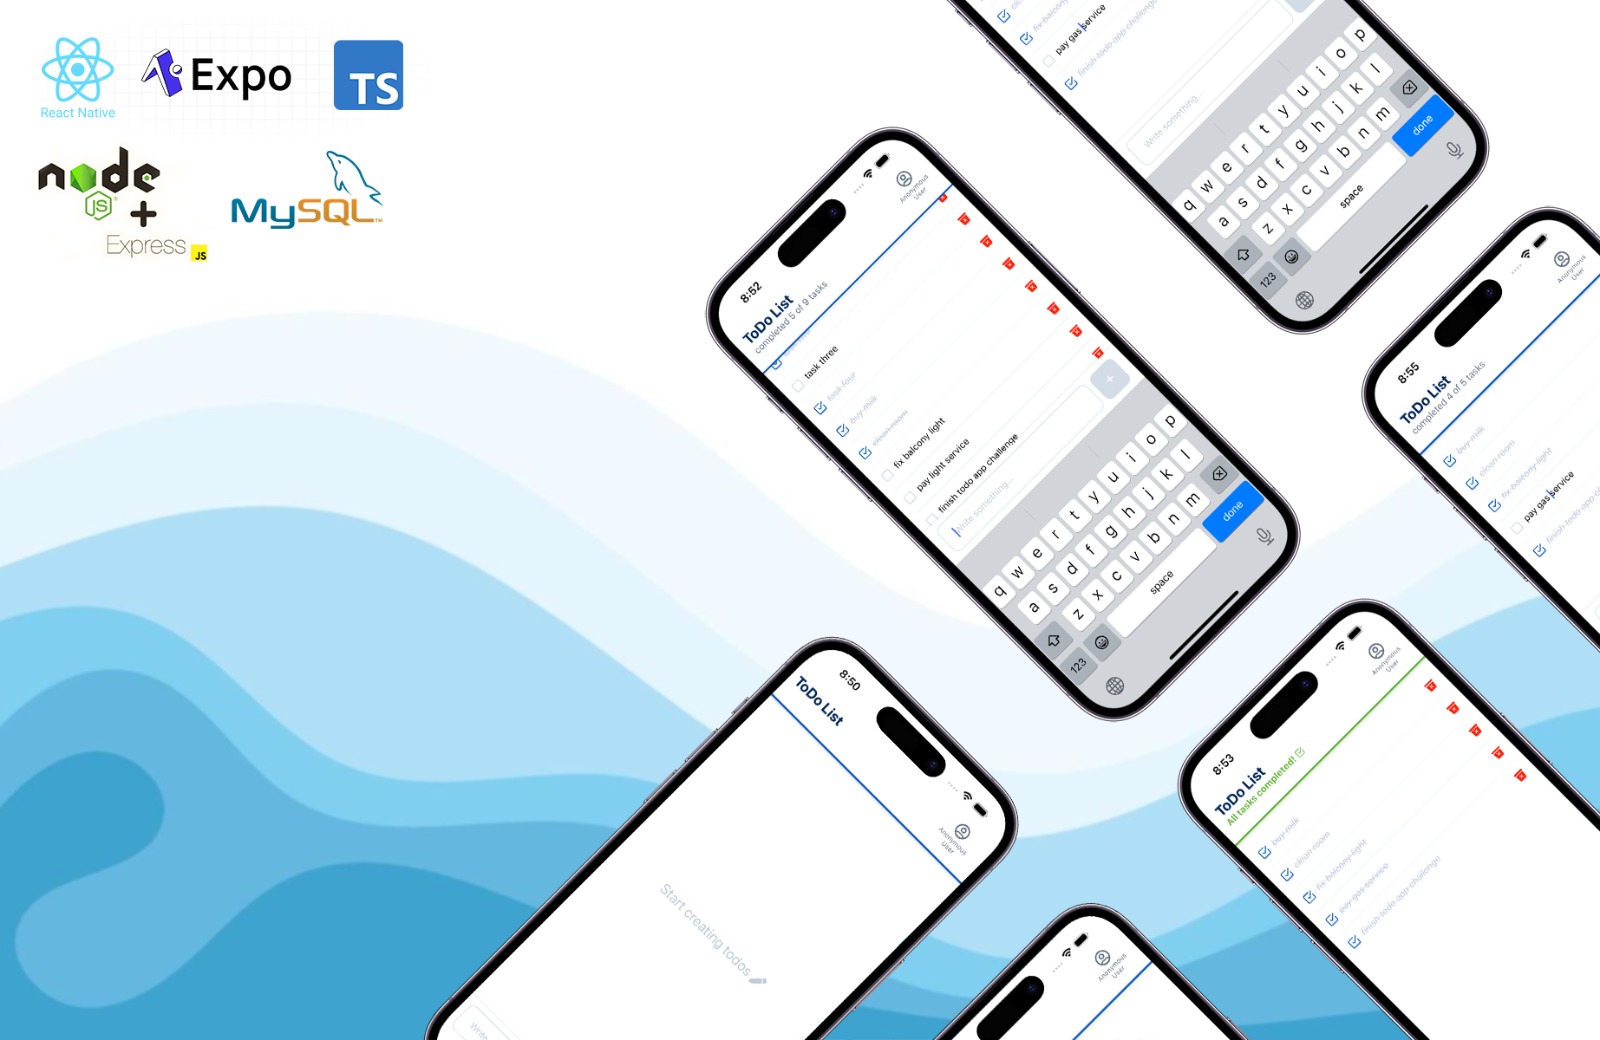 React Native
Expo
TS
node
JS
+
Express
JS
MySQL
TM
pay gas service
finish todo app challenge
Write something...
q w e r t y u i o p
a s d f g h j k l
z x c v b n m
123
space
done
8:52
Anonymous
User
ToDo List
completed 5 of 9 tasks
task three
task four
buy milk
clean room
fix balcony light
pay light service
finish todo app challenge
Write something...
+
q w e r t y u i o p
a s d f g h j k l
z x c v b n m
123
space
done
8:55
Anonymous
User
ToDo List
completed 4 of 5 tasks
buy milk
clean room
fix balcony light
pay gas service
8:50
ToDo List
Anonymous
User
Start creating todos
Write
8:53
Anonymous
User
ToDo List
All tasks completed!
buy milk
clean room
fix balcony light
pay gas service
finish todo app challenge
Anonymous
User